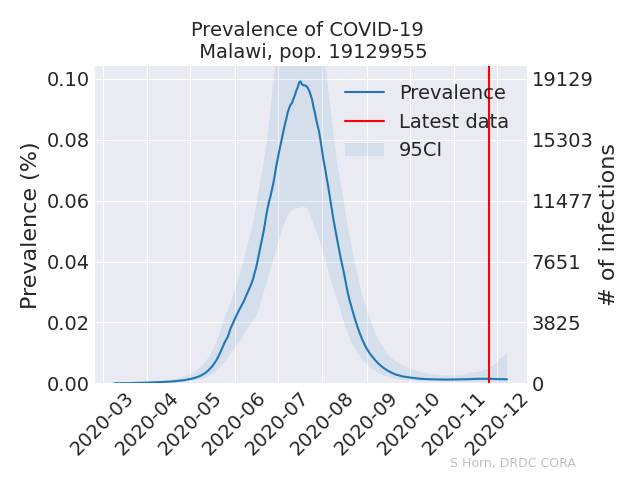 Prevalence of COVID-19
Malawi, pop. 19129955
Prevalence
Latest data
95CI
Prevalence (%)
0.10
0.08
0.06
0.04
0.02
0.00
19129
15303
11477
7651
3825
0
# of infections
2020-03
2020-04
2020-05
2020-06
2020-07
2020-08
2020-09
2020-10
2020-11
2020-12
S Horn, DRDC CORA